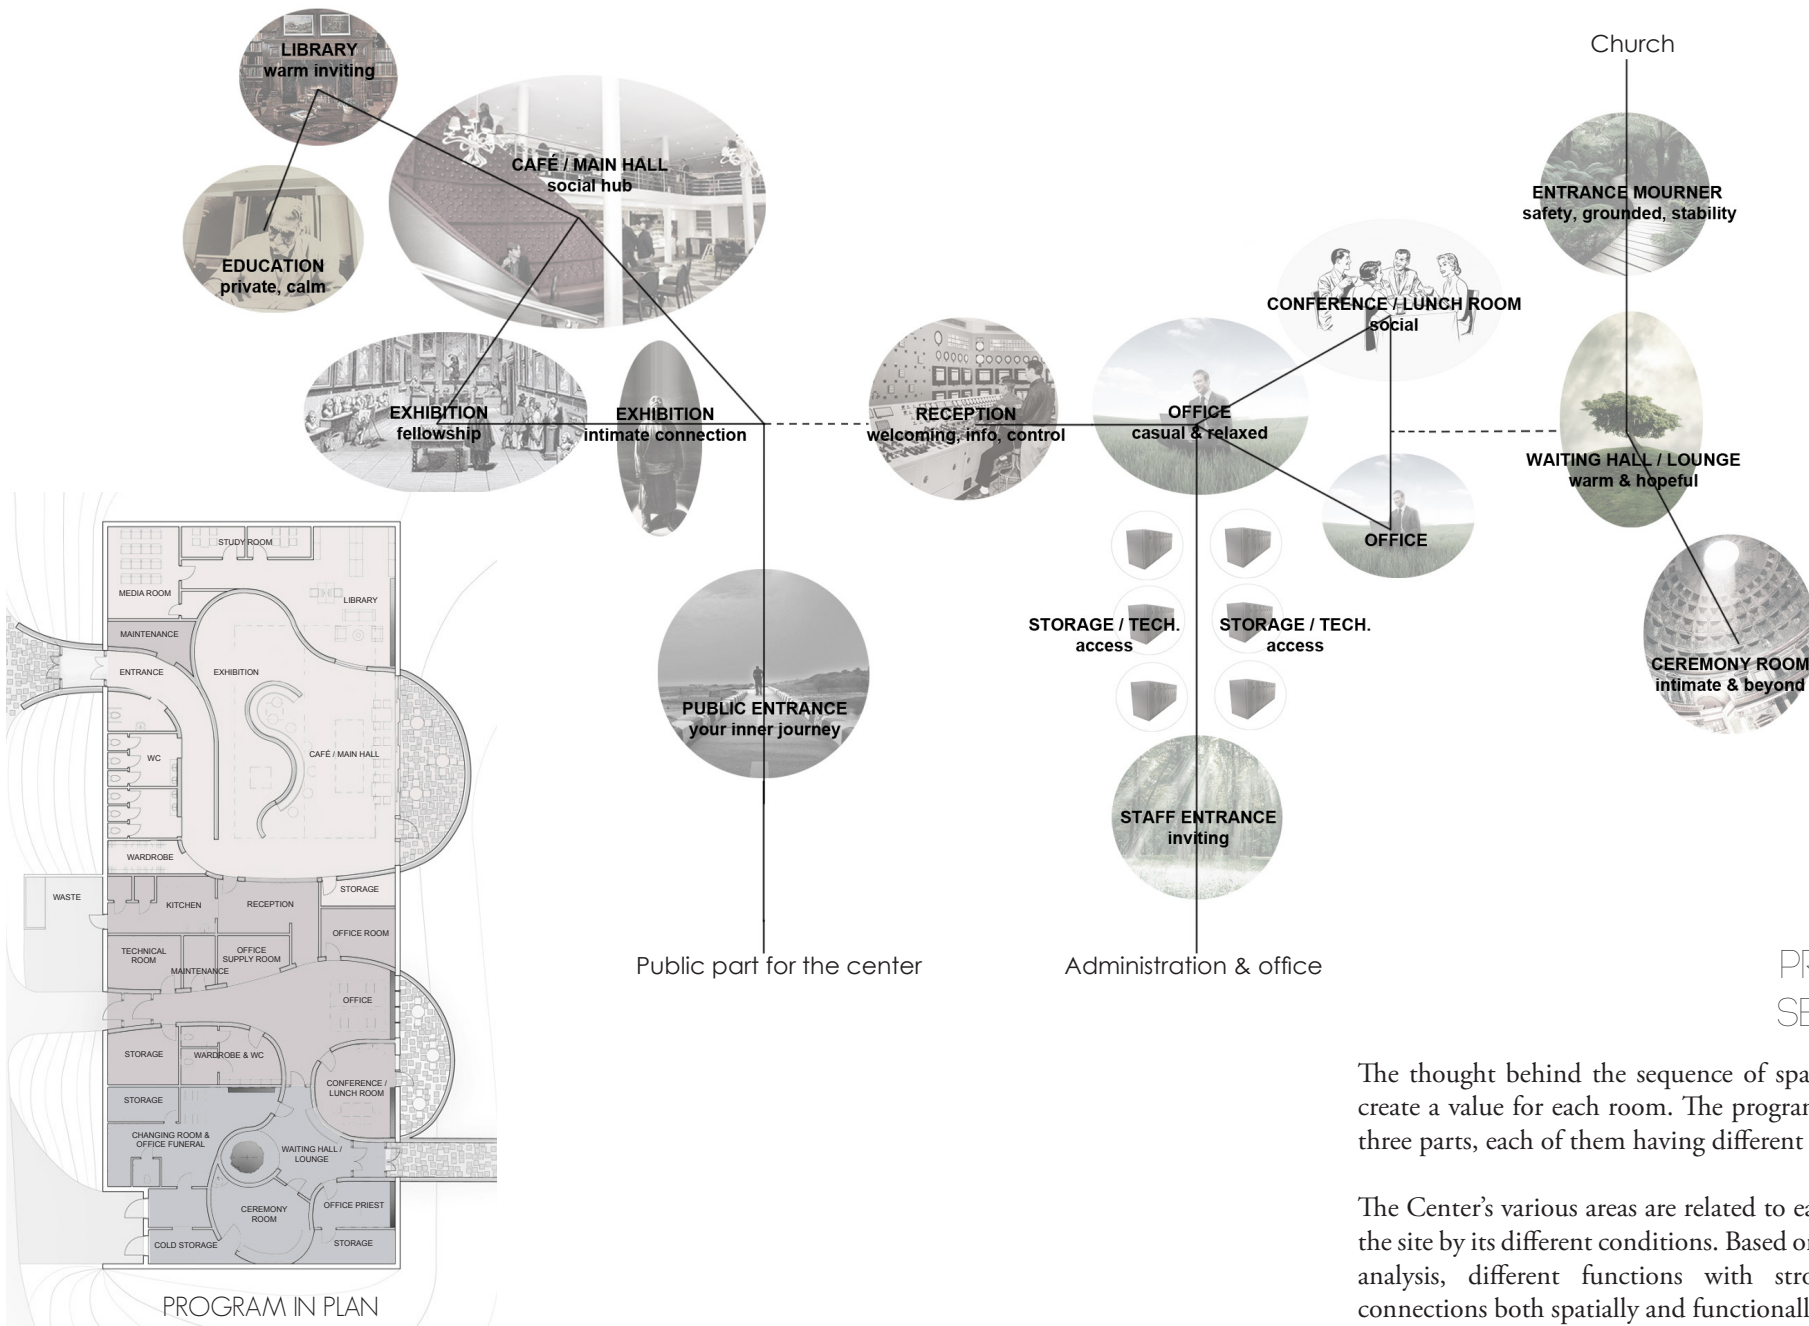 LIBRARY
warm inviting
CAFÉ / MAIN HALL
social hub
EDUCATION
private, calm
EXHIBITION
fellowship
EXHIBITION
intimate connection
RECEPTION
welcoming, info, control
OFFICE
casual & relaxed
CONFERENCE / LUNCH ROOM
social
OFFICE
Church
ENTRANCE MOURNER
safety, grounded, stability
WAITING HALL / LOUNGE
warm & hopeful
CEREMONY ROOM
intimate & beyond
STORAGE / TECH.
access
STORAGE / TECH.
access
PUBLIC ENTRANCE
your inner journey
STAFF ENTRANCE
inviting
Public part for the center
Administration & office
STUDY ROOM
MEDIA ROOM
LIBRARY
MAINTENANCE
ENTRANCE
EXHIBITION
CAFÉ / MAIN HALL
WC
WARDROBE
WASTE
KITCHEN
RECEPTION
STORAGE
TECHNICAL
ROOM
MAINTENANCE
OFFICE
SUPPLY ROOM
OFFICE ROOM
OFFICE
STORAGE
WARDROBE & WC
CONFERENCE /
LUNCH ROOM
STORAGE
CHANGING ROOM &
OFFICE FUNERAL
WAITING HALL /
LOUNGE
CEREMONY
ROOM
OFFICE PRIEST
COLD STORAGE
STORAGE
PROGRAM IN PLAN
The thought behind the sequence of
create a value for each room. The
three parts, each of them having different
The Center's various areas are related to
the site by its different conditions. Based
analysis, different functions with
connections both spatially and